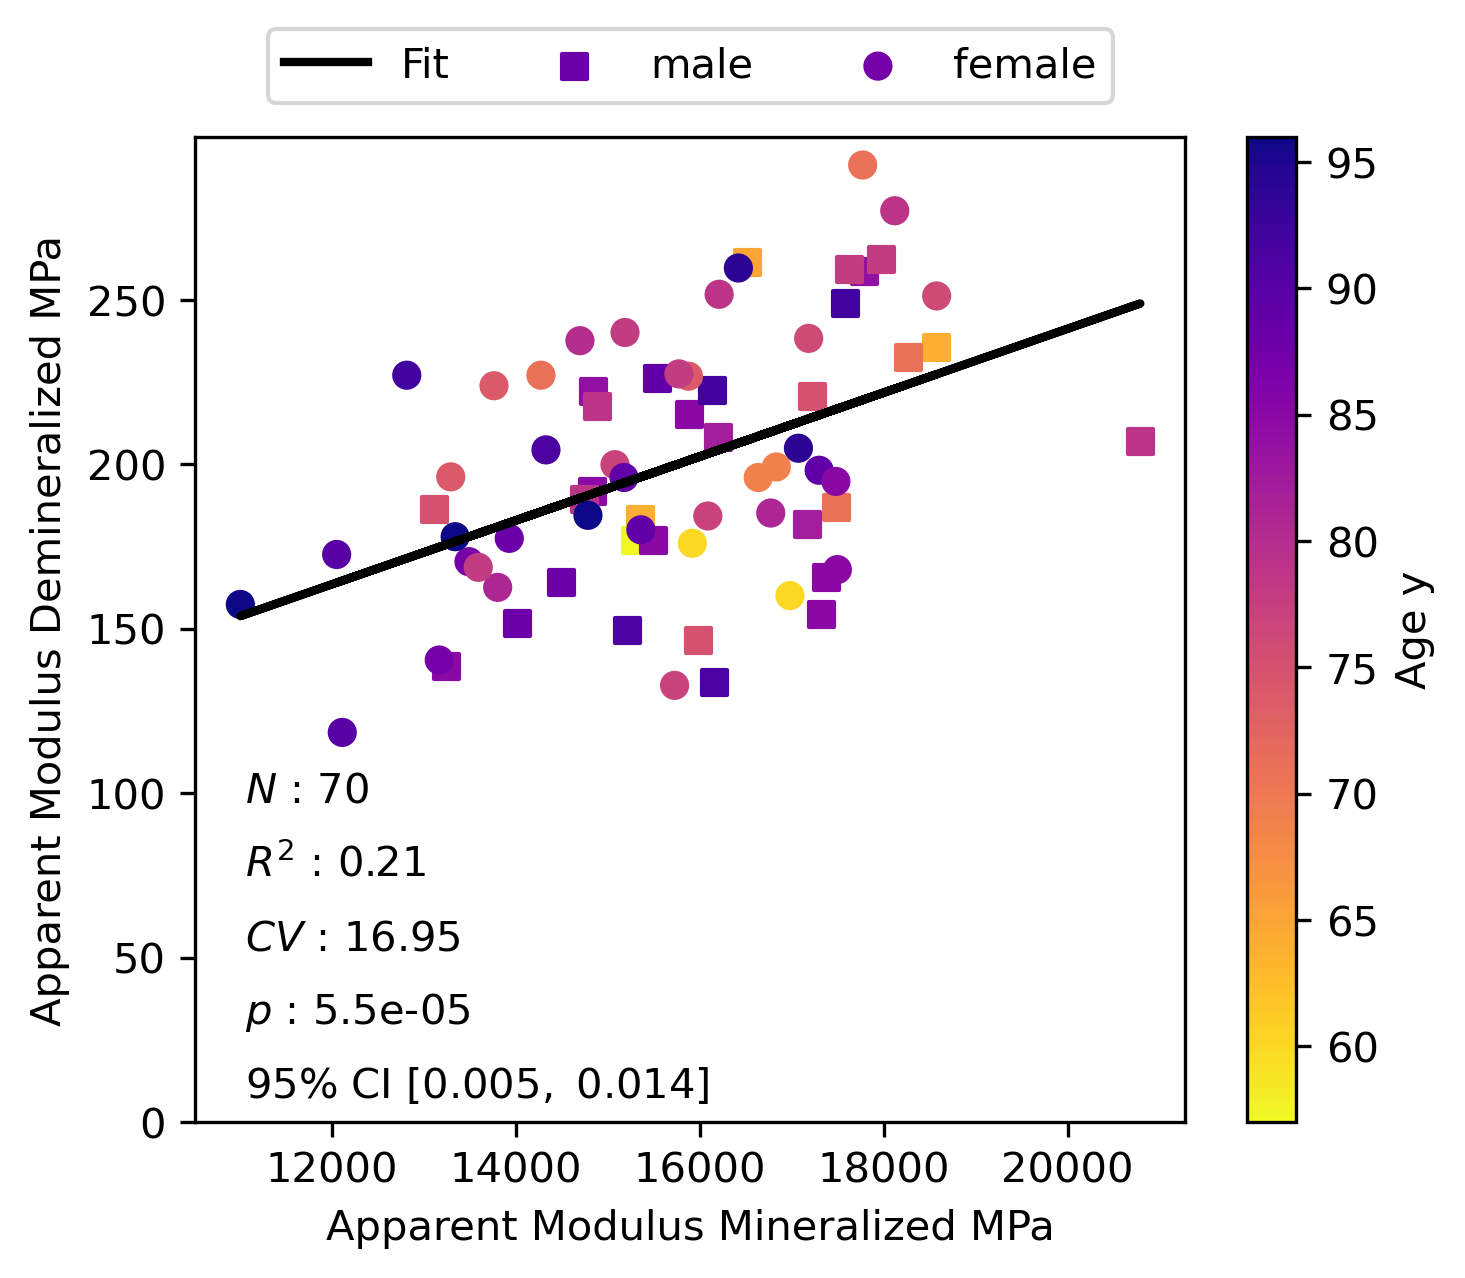 Fit male female
Apparent Modulus Demineralized MPa
250
200
150
100
50
0
N : 70
R² : 0.21
CV : 16.95
p : 5.5e-05
95% CI [0.005, 0.014]
12000 14000 16000 18000 20000
Apparent Modulus Mineralized MPa
95
90
85
80
75
70
65
60
Age y